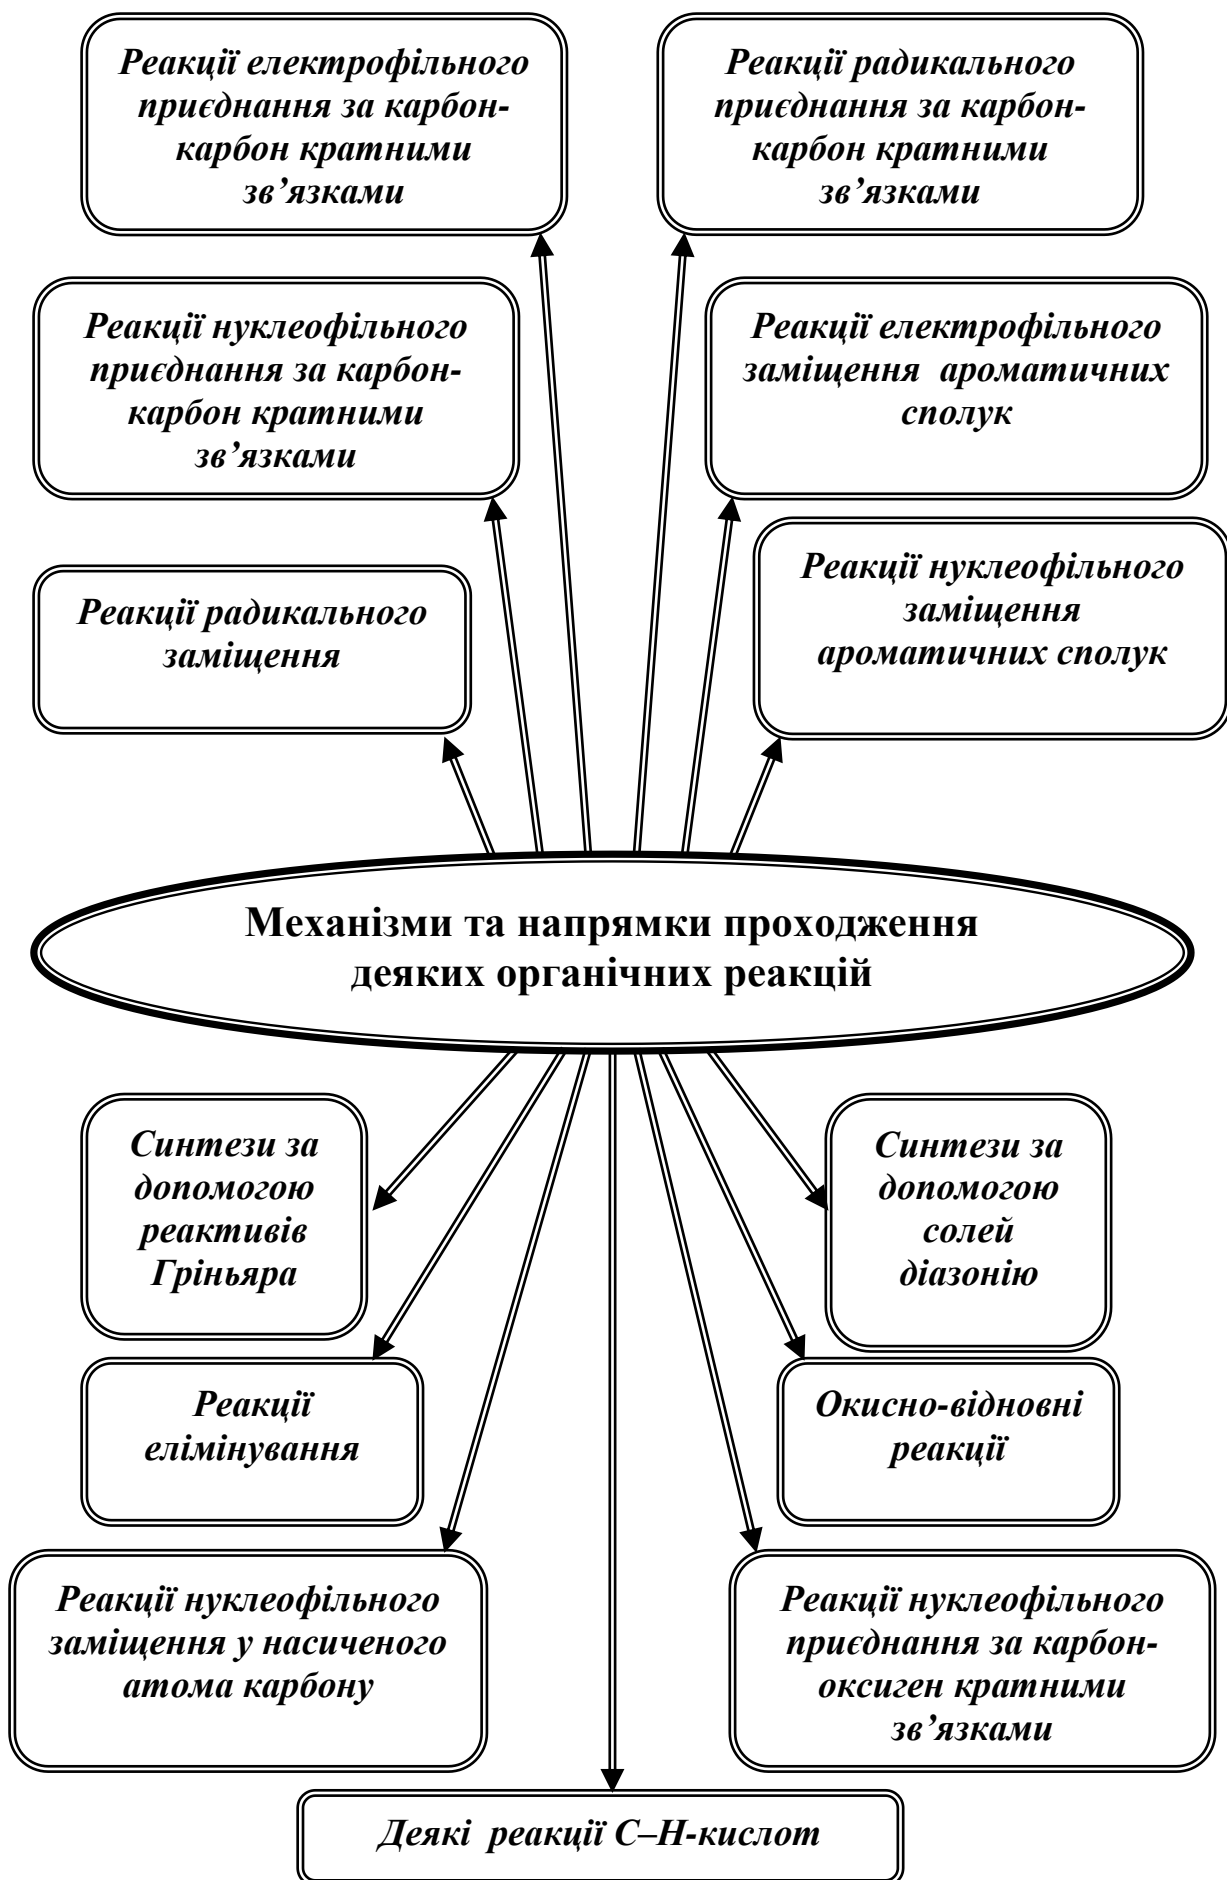 Реакції електрофільного
приєднання за карбон-
карбон кратними
зв’язками
Реакції радикального
приєднання за карбон-
карбон кратними
зв’язками
Реакції нуклеофільного
приєднання за карбон-
карбон кратними
зв’язками
Реакції електрофільного
заміщення ароматичних
сполук
Реакції радикального
заміщення
Реакції нуклеофільного
заміщення
ароматичних сполук
Механізми та напрямки проходження
деяких органічних реакцій
Синтези за
допомогою
реактивів
Гріньяра
Синтези за
допомогою
солей
діазонію
Реакції
елімінування
Окисно-відновні
реакції
Реакції нуклеофільного
заміщення у насиченого
атома карбону
Реакції нуклеофільного
приєднання за карбон-
оксиген кратними
зв’язками
Деякі реакції С–Н-кислот